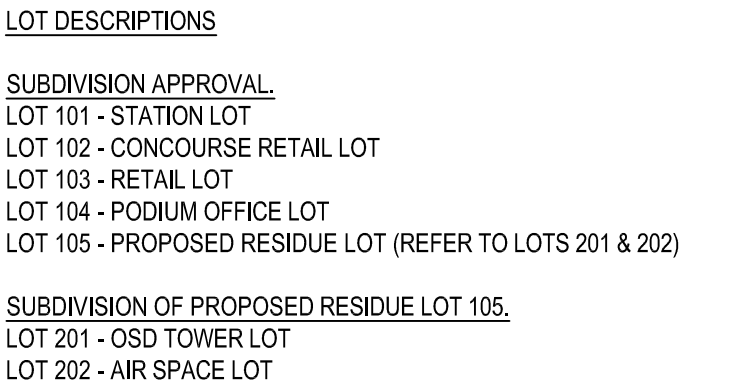 LOT DESCRIPTIONS
SUBDIVISION APPROVAL.
LOT 101 - STATION LOT
LOT 102 - CONCOURSE RETAIL LOT
LOT 103 - RETAIL LOT
LOT 104 - PODIUM OFFICE LOT
LOT 105 - PROPOSED RESIDUE LOT (REFER TO LOTS 201 & 202)
SUBDIVISION OF PROPOSED RESIDUE LOT 105.
LOT 201 - OSD TOWER LOT
LOT 202 - AIR SPACE LOT